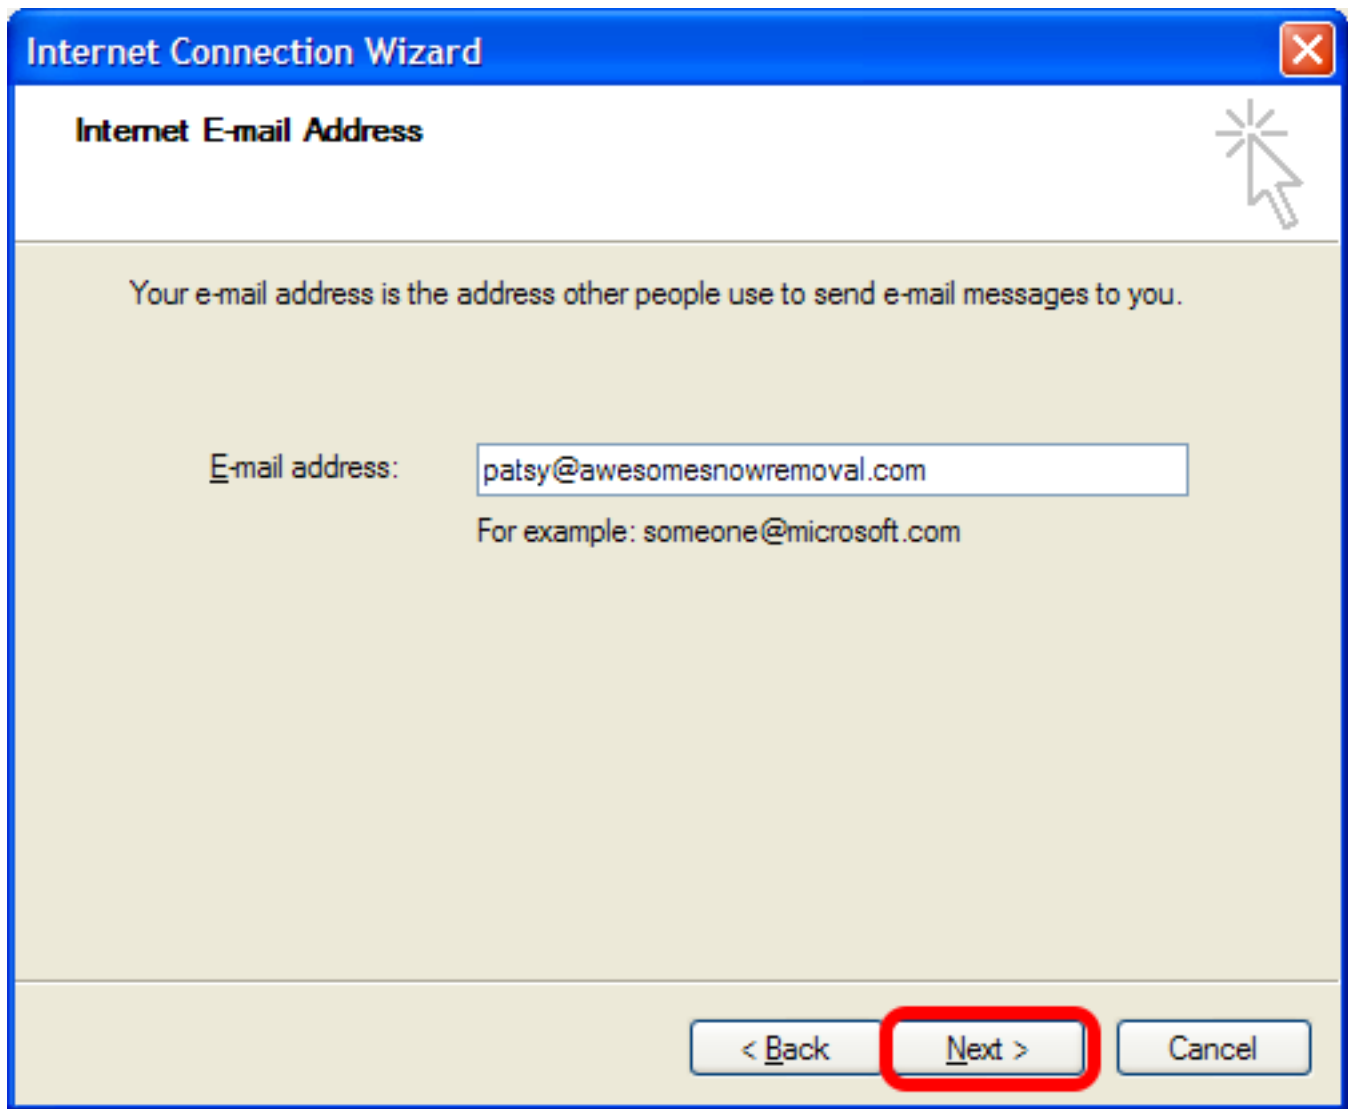 Internet Connection Wizard
Internet E-mail Address
Your e-mail address is the address other people use to send e-mail messages to you.
E-mail address: patsy@awesomesnowremoval.com
For example: someone@microsoft.com
< Back Next > Cancel